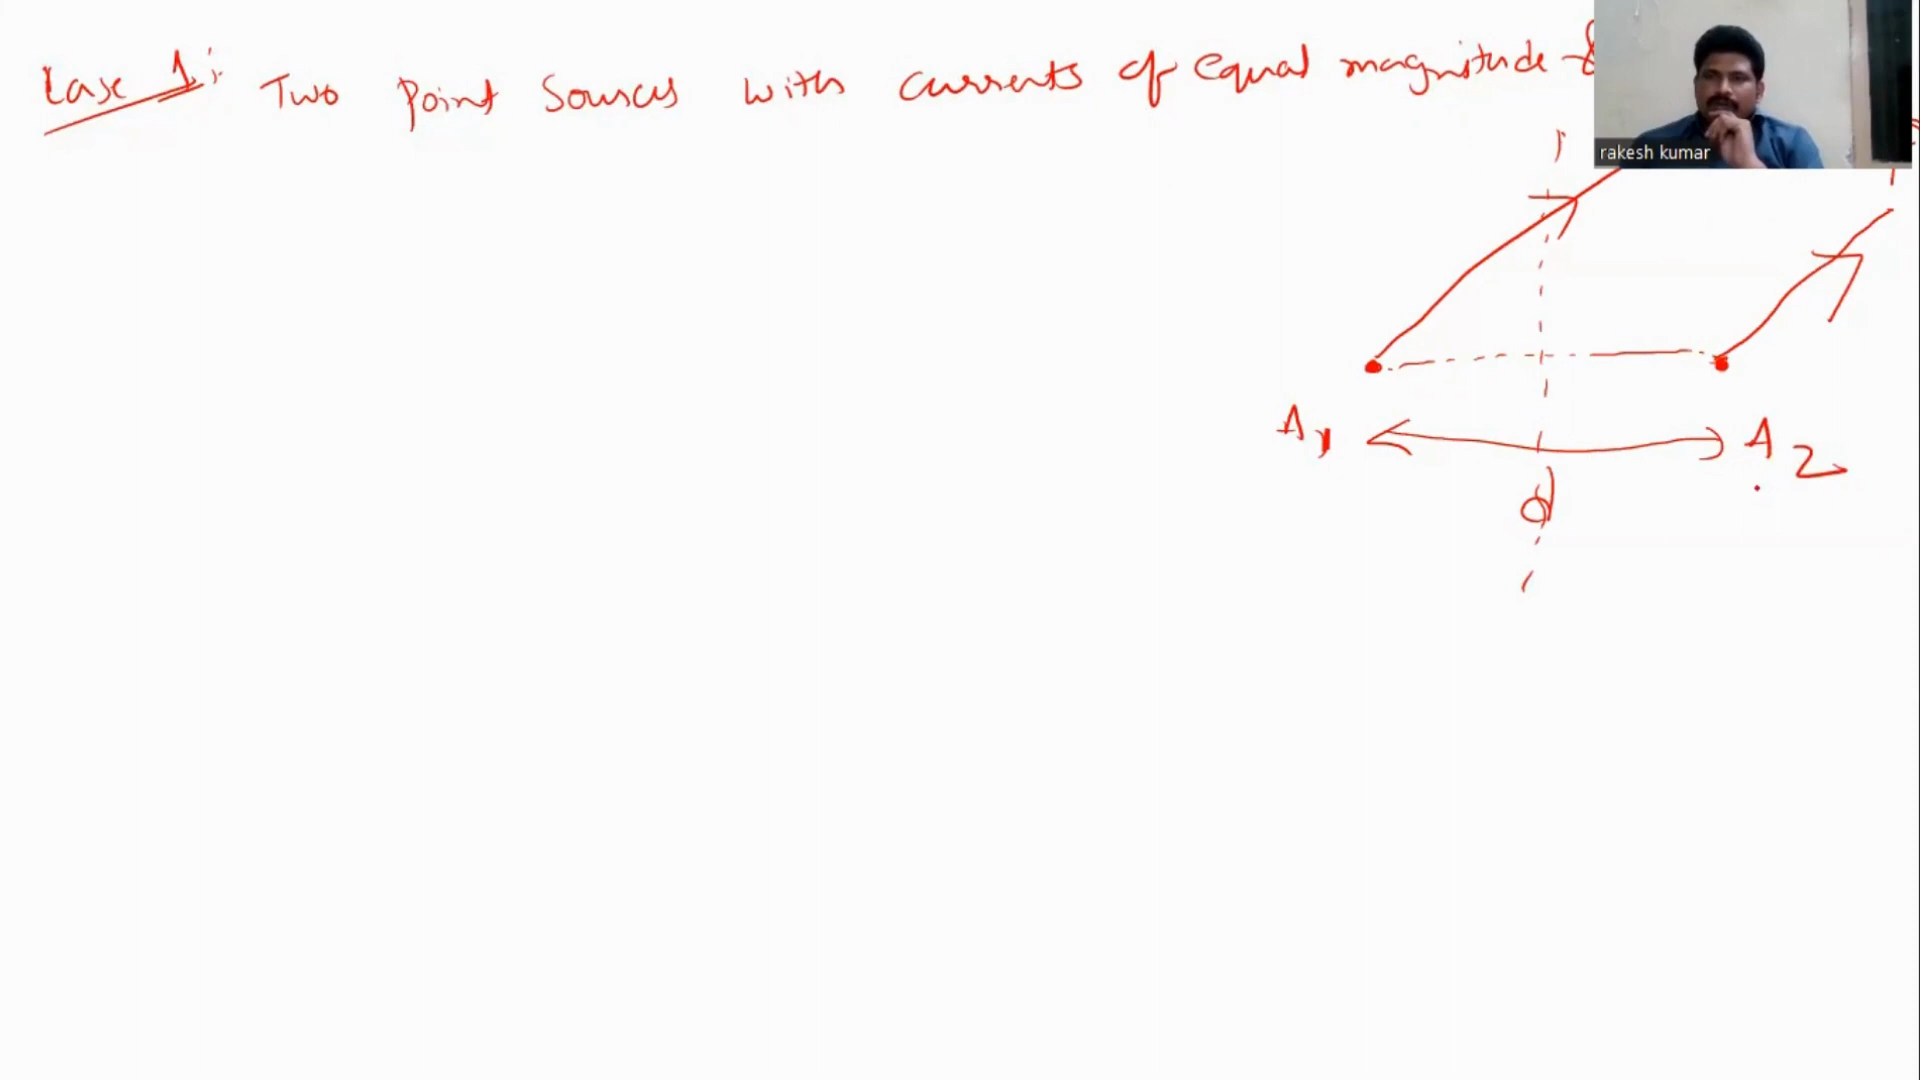 Case 1: Two Point Sources with currents of equal magnitude &
rakesh kumar
A1 A2
d